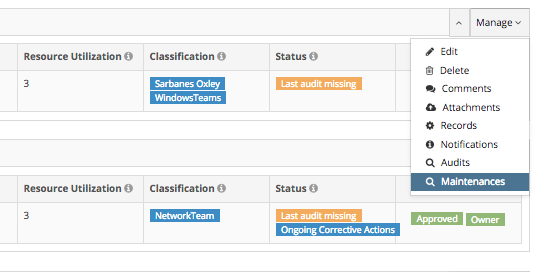 Manage
Resource Utilization Classification Status
3 Sarbanes Oxley Last audit missing
WindowsTeams
Edit
Delete
Comments
Attachments
Records
Notifications
Audits
Maintenances
Resource Utilization Classification Status
3 NetworkTeam Last audit missing Approved Owner
Ongoing Corrective Actions